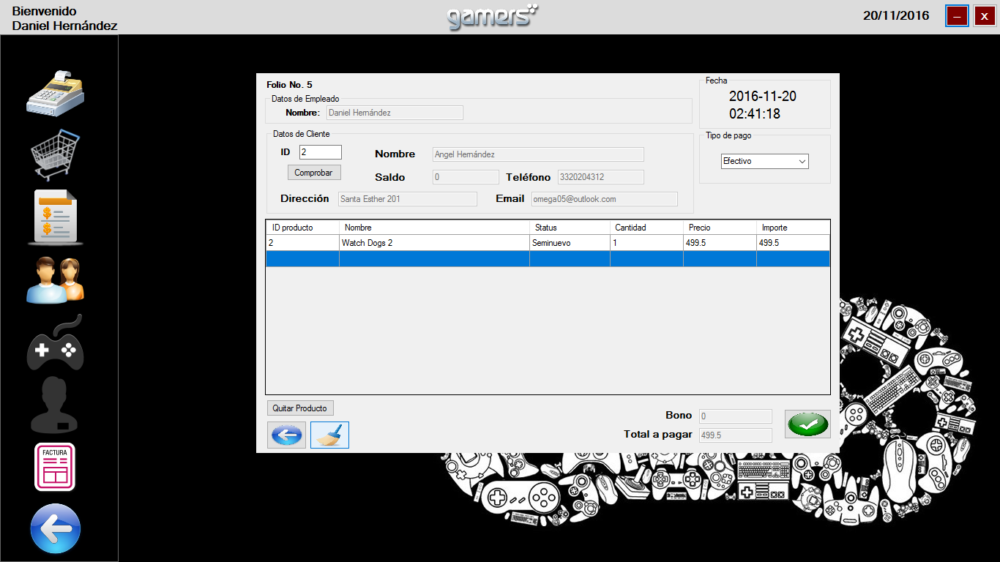 Bienvenido
Daniel Hernández
gamers
20/11/2016
–
X
Folio No. 5
Datos de Empleado
Nombre: Daniel Hernández
Fecha
2016-11-20
02:41:18
Datos de Cliente
ID 2
Comprobar
Nombre Angel Hernández
Saldo 0 Teléfono 3320204312
Dirección Santa Esther 201 Email omega05@outlook.com
Tipo de pago
Efectivo
ID producto Nombre Status Cantidad Precio Importe
2 Watch Dogs 2 Seminuevo 1 499.5 499.5
Quitar Producto
Bono 0
Total a pagar 499.5
FACTURA